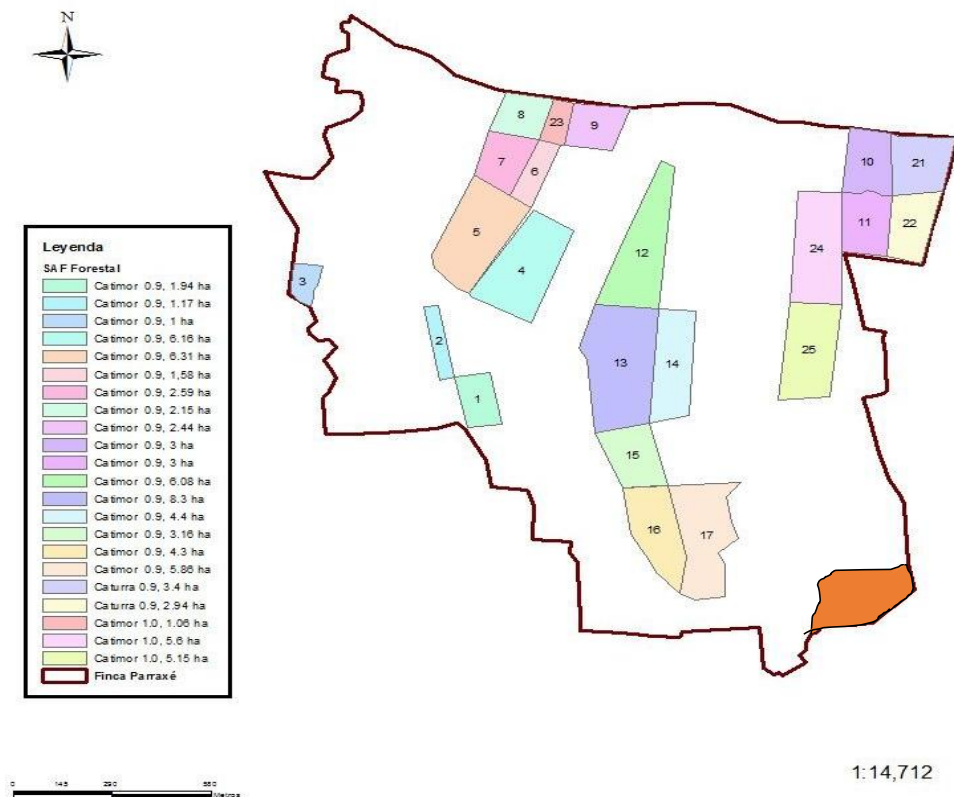 N
8
23
9
10
21
7
6
11
22
5
4
12
24
3
2
13
14
25
1
15
16
17
Leyenda
SAF Forestal
Catimor 0.9, 1.94 ha
Catimor 0.9, 1.17 ha
Catimor 0.9, 1 ha
Catimor 0.9, 6.16 ha
Catimor 0.9, 6.31 ha
Catimor 0.9, 1,58 ha
Catimor 0.9, 2.59 ha
Catimor 0.9, 2.15 ha
Catimor 0.9, 2.44 ha
Catimor 0.9, 3 ha
Catimor 0.9, 3 ha
Catimor 0.9, 6.08 ha
Catimor 0.9, 8.3 ha
Catimor 0.9, 4.4 ha
Catimor 0.9, 3.16 ha
Catimor 0.9, 4.3 ha
Catimor 0.9, 5.86 ha
Caturra 0.9, 3.4 ha
Caturra 0.9, 2.94 ha
Catimor 1.0, 1.06 ha
Catimor 1.0, 5.6 ha
Catimor 1.0, 5.15 ha
Finca Parraxé
0 145 290 580
Metros
1:14,712